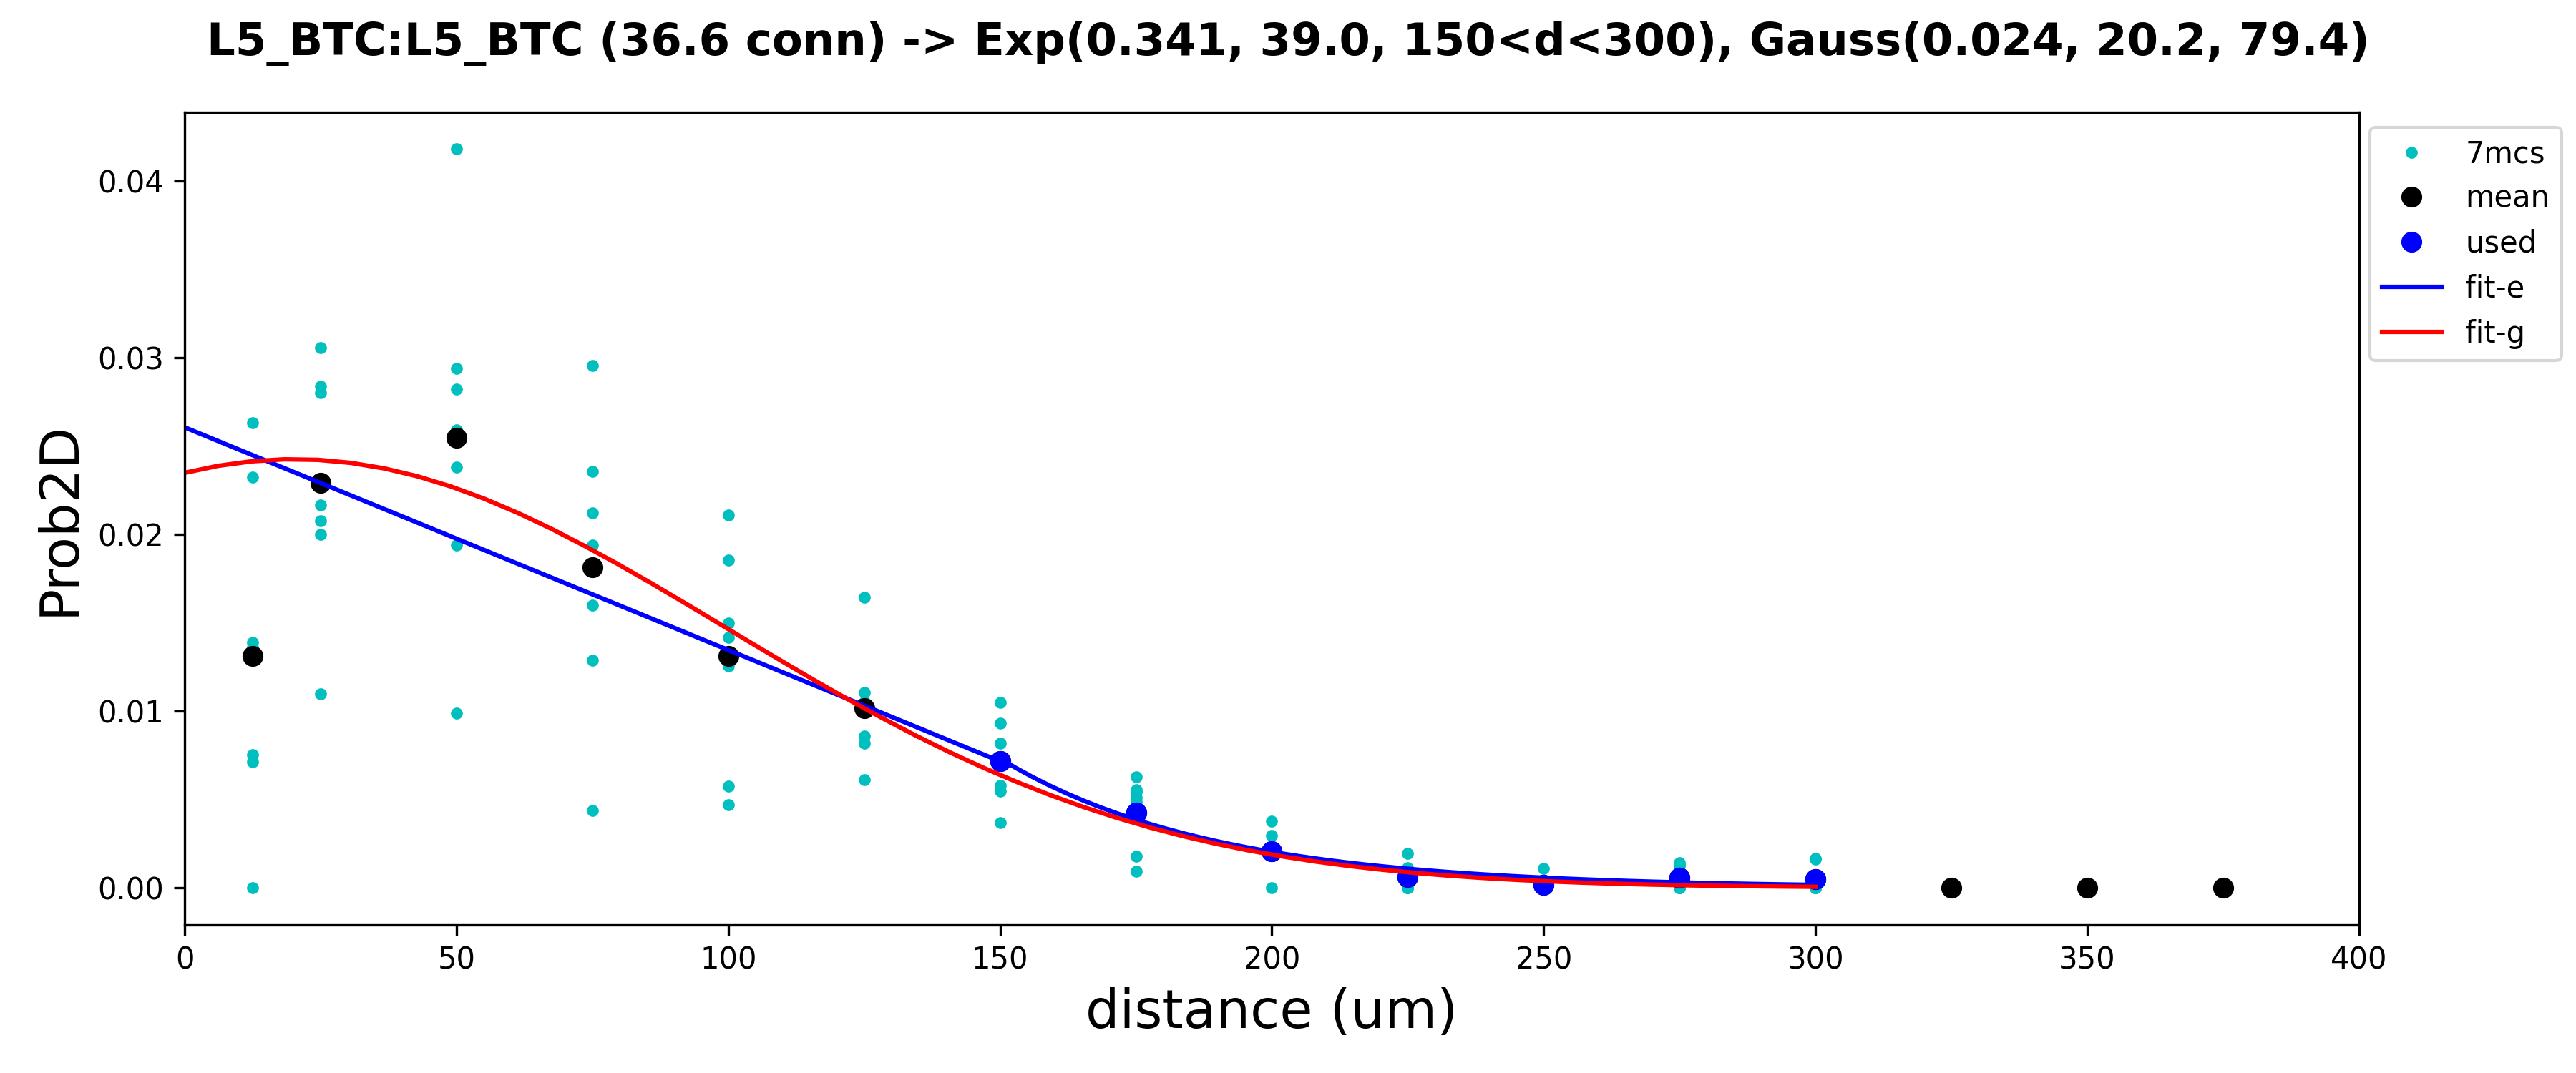 L5_BTC:L5_BTC (36.6 conn) -> Exp(0.341, 39.0, 150<d<300), Gauss(0.024, 20.2, 79.4)
7mcs
mean
used
fit-e
fit-g
Prob2D
0.04
0.03
0.02
0.01
0.00
0 50 100 150 200 250 300 350 400
distance (um)